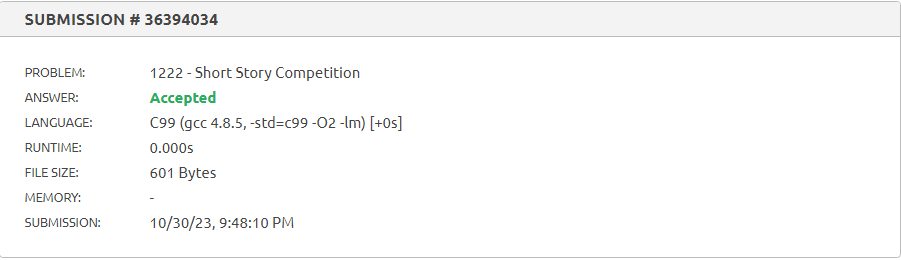 SUBMISSION # 36394034
PROBLEM: 1222 - Short Story Competition
ANSWER: Accepted
LANGUAGE: C99 (gcc 4.8.5, -std=c99 -O2 -lm) [+0s]
RUNTIME: 0.000s
FILE SIZE: 601 Bytes
MEMORY: -
SUBMISSION: 10/30/23, 9:48:10 PM